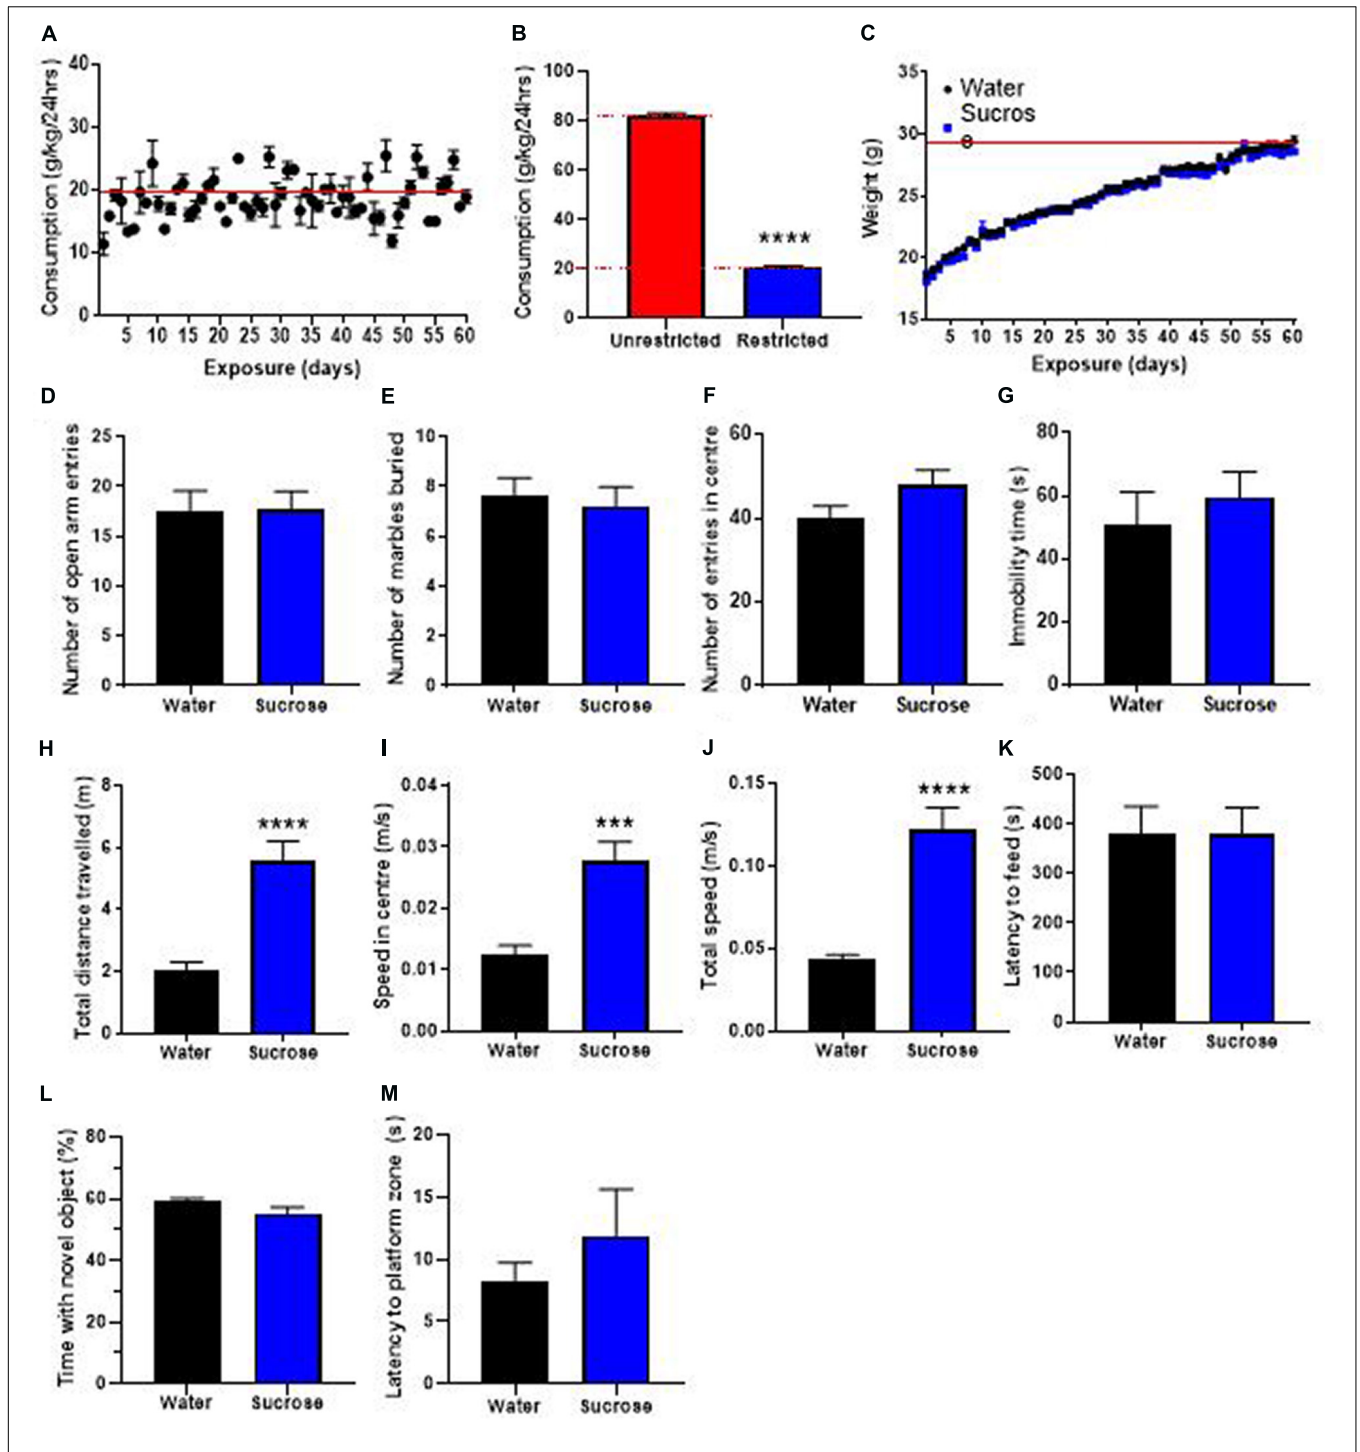 A
Consumption (g/kg/24hrs)
40
30
20
10
0
5 10 15 20 25 30 35 40 45 50 55 60
Exposure (days)
B
Consumption (g/kg/24hrs)
100
80
60
40
20
0
****
Unrestricted Restricted
C
Weight (g)
35
30
25
20
15
Water
Sucros
5 10 15 20 25 30 35 40 45 50 55 60
Exposure (days)
D
Number of open arm entries
25
20
15
10
5
0
Water Sucrose
E
Number of marbles buried
10
8
6
4
2
0
Water Sucrose
F
Number of entries in centre
60
40
20
0
Water Sucrose
G
Immobility time (s)
80
60
40
20
0
Water Sucrose
H
Total distance travelled (m)
8
6
4
2
0
****
Water Sucrose
I
Speed in centre (m/s)
0.04
0.03
0.02
0.01
0.00
***
Water Sucrose
J
Total speed (m/s)
0.15
0.10
0.05
0.00
****
Water Sucrose
K
Latency to feed (s)
500
400
300
200
100
0
Water Sucrose
L
Time with novel object (%)
80
60
40
20
0
Water Sucrose
M
Latency to platform zone (s)
20
15
10
5
0
Water Sucrose